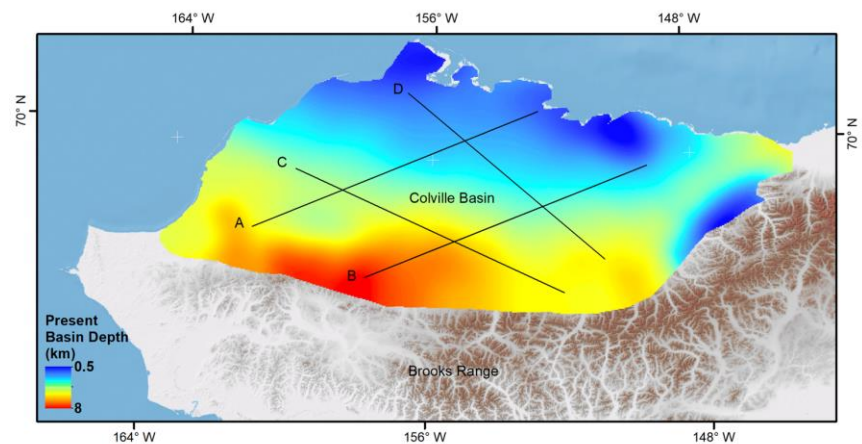 164° W 156° W 148° W
70° N
70° N
D
C
Colville Basin
A
B
Present
Basin Depth
(km)
0.5
8
Brooks Range
164° W 156° W 148° W